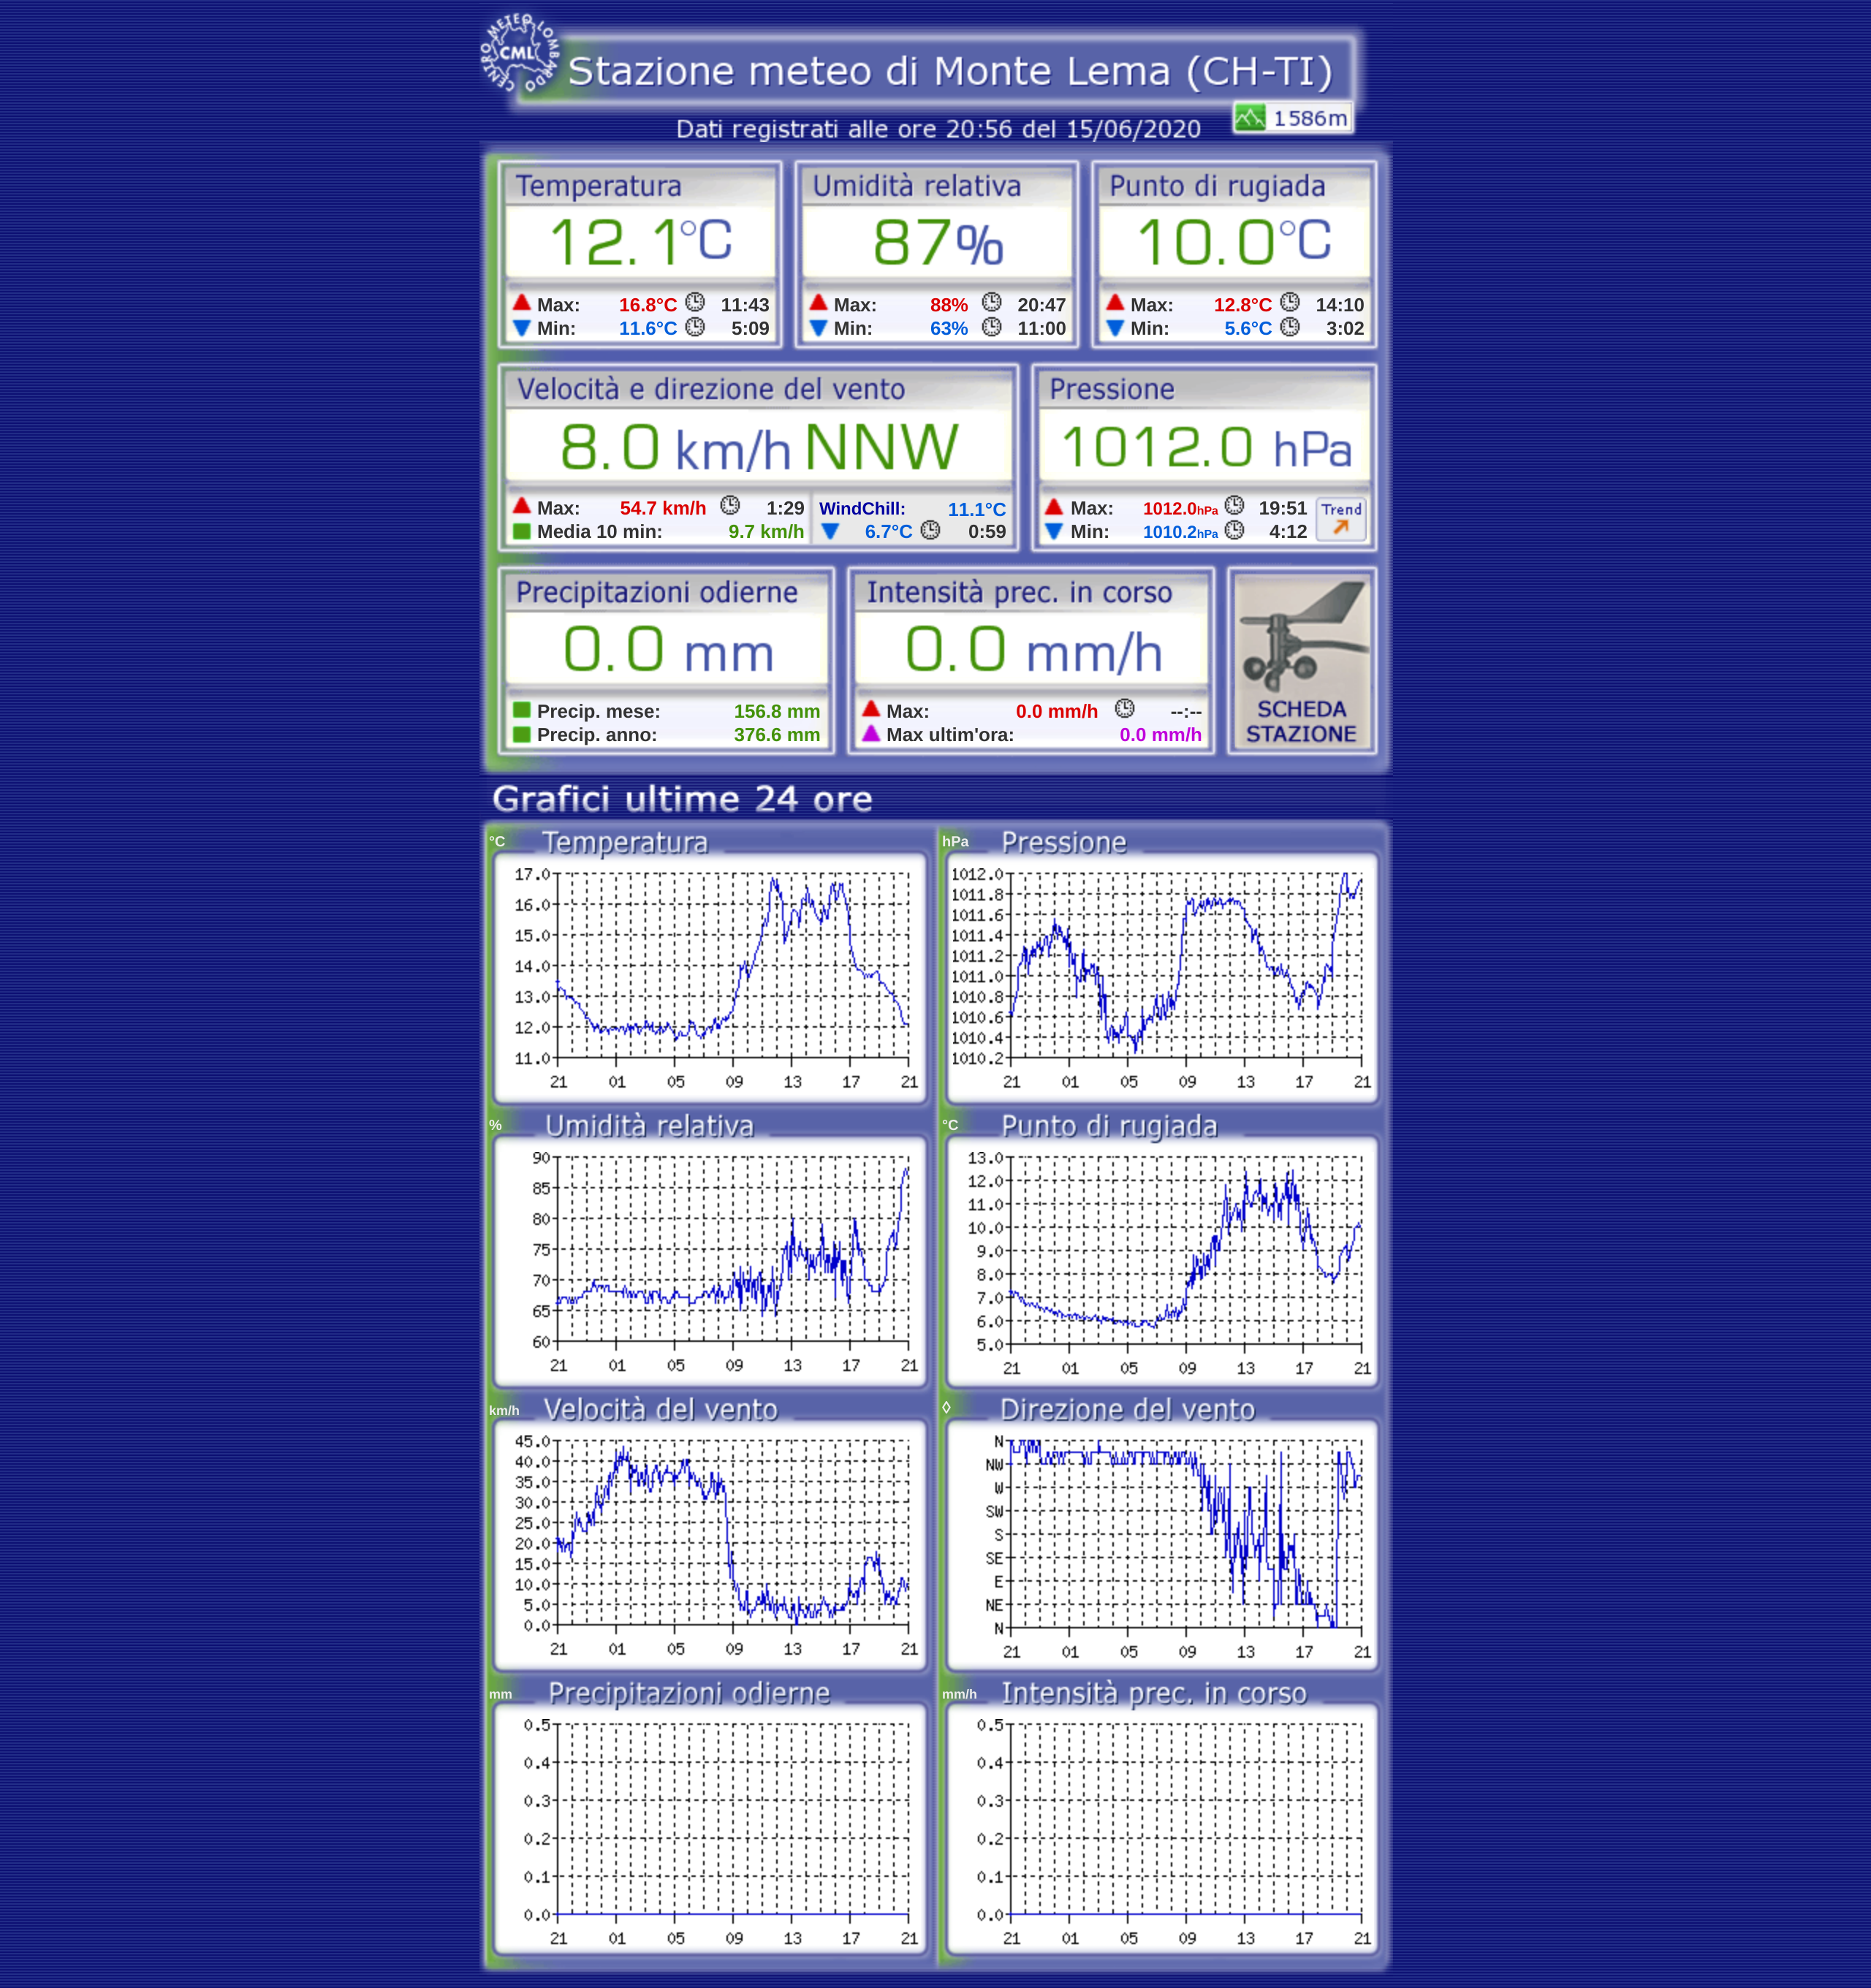 CENTRO METEO LOMBARDO
CML
Stazione meteo di Monte Lema (CH-TI)
1586m
Dati registrati alle ore 20:56 del 15/06/2020
Temperatura
12.1°C
Max: 16.8°C 11:43
Min: 11.6°C 5:09
Umidità relativa
87%
Max: 88% 20:47
Min: 63% 11:00
Punto di rugiada
10.0°C
Max: 12.8°C 14:10
Min: 5.6°C 3:02
Velocità e direzione del vento
8.0 km/h NNW
Max: 54.7 km/h 1:29
Media 10 min: 9.7 km/h
WindChill: 11.1°C
6.7°C 0:59
Pressione
1012.0 hPa
Max: 1012.0hPa 19:51
Min: 1010.2hPa 4:12
Trend
Precipitazioni odierne
0.0 mm
Precip. mese: 156.8 mm
Precip. anno: 376.6 mm
Intensità prec. in corso
0.0 mm/h
Max: 0.0 mm/h --:--
Max ultim'ora: 0.0 mm/h
SCHEDA
STAZIONE
Grafici ultime 24 ore
°C Temperatura
17.0
16.0
15.0
14.0
13.0
12.0
11.0
21 01 05 09 13 17 21
hPa Pressione
1012.0
1011.8
1011.6
1011.4
1011.2
1011.0
1010.8
1010.6
1010.4
1010.2
21 01 05 09 13 17 21
% Umidità relativa
90
85
80
75
70
65
60
21 01 05 09 13 17 21
°C Punto di rugiada
13.0
12.0
11.0
10.0
9.0
8.0
7.0
6.0
5.0
21 01 05 09 13 17 21
km/h Velocità del vento
45.0
40.0
35.0
30.0
25.0
20.0
15.0
10.0
5.0
0.0
21 01 05 09 13 17 21
◊ Direzione del vento
N
NW
W
SW
S
SE
E
NE
N
21 01 05 09 13 17 21
mm Precipitazioni odierne
0.5
0.4
0.3
0.2
0.1
0.0
21 01 05 09 13 17 21
mm/h Intensità prec. in corso
0.5
0.4
0.3
0.2
0.1
0.0
21 01 05 09 13 17 21